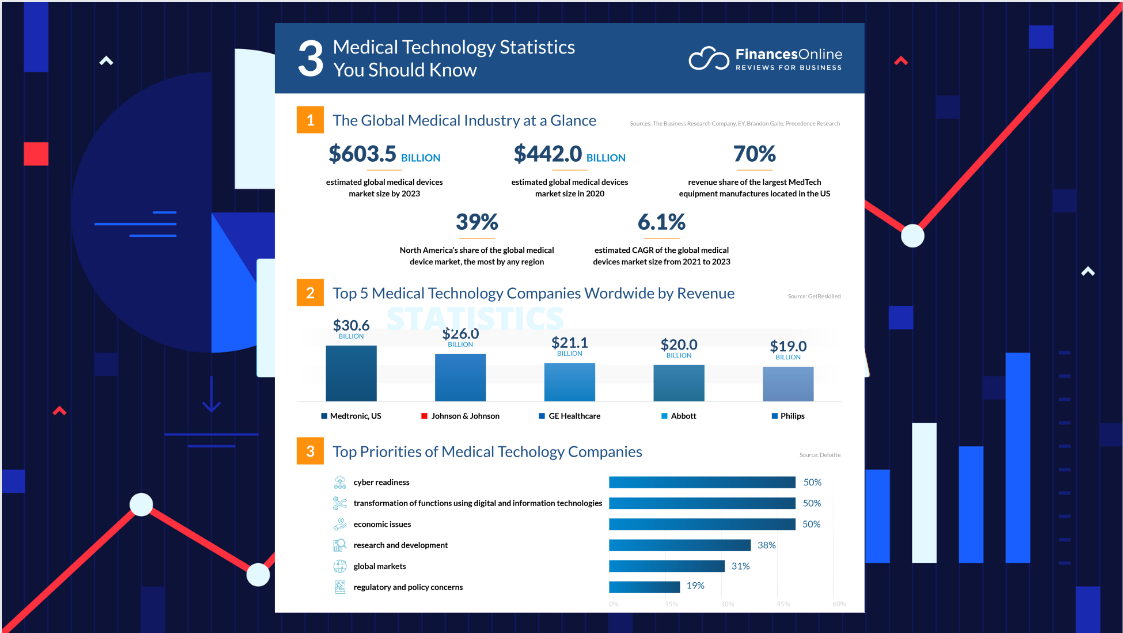 3
Medical Technology Statistics
You Should Know
FinancesOnline
REVIEWS FOR BUSINESS
1
The Global Medical Industry at a Glance
Sources: The Business Research Company, EY, Brandon Gaille, Precedence Research
$603.5 BILLION
estimated global medical devices
market size by 2023
$442.0 BILLION
estimated global medical devices
market size in 2020
70%
revenue share of the largest MedTech
equipment manufactures located in the US
39%
North America's share of the global medical
device market, the most by any region
6.1%
estimated CAGR of the global medical
devices market size from 2021 to 2023
2
Top 5 Medical Technology Companies Wordwide by Revenue
Source: GetReskilled
STATISTICS
$30.6
BILLION
$26.0
BILLION
$21.1
BILLION
$20.0
BILLION
$19.0
BILLION
Medtronic, US
Johnson & Johnson
GE Healthcare
Abbott
Philips
3
Top Priorities of Medical Techology Companies
Source: Deloitte
cyber readiness
50%
transformation of functions using digital and information technologies
50%
economic issues
50%
research and development
38%
global markets
31%
regulatory and policy concerns
19%
0% 15% 30% 45% 60%